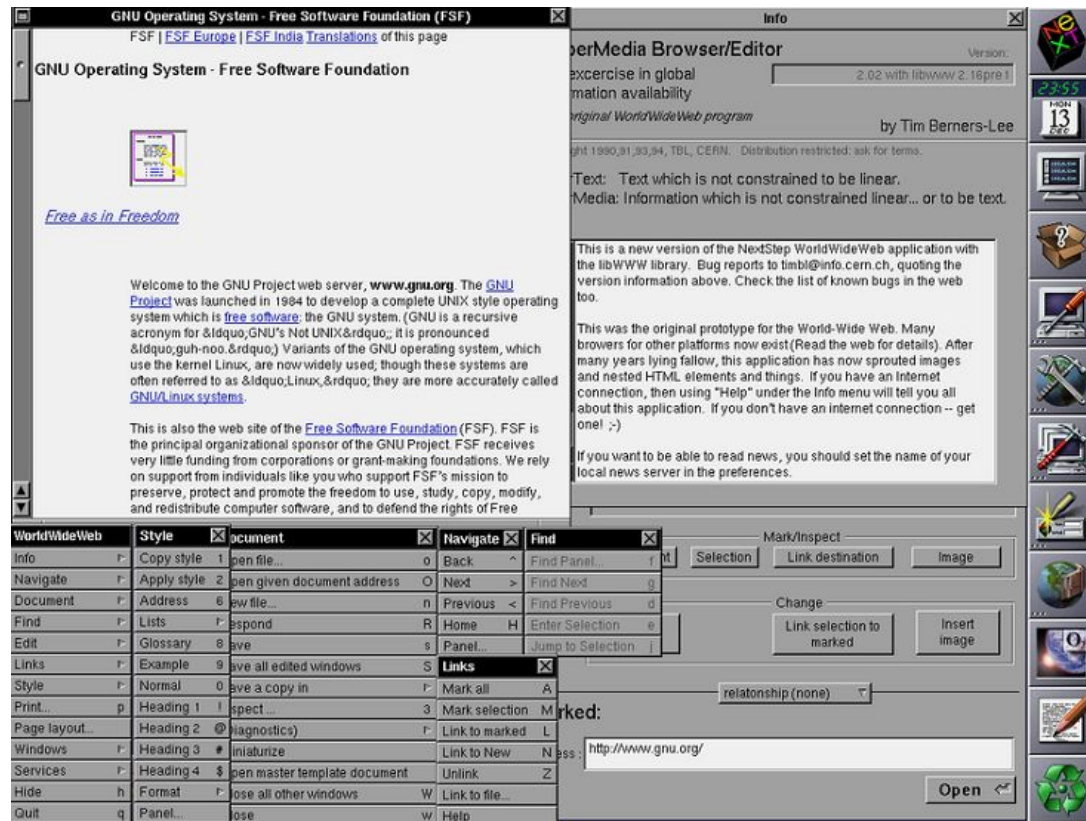 GNU Operating System - Free Software Foundation (FSF)
FSF | FSF Europe | FSF India Translations of this page
GNU Operating System - Free Software Foundation
Free as in Freedom
Welcome to the GNU Project web server, www.gnu.org. The GNU
Project was launched in 1984 to develop a complete UNIX style operating
system which is free software: the GNU system. (GNU is a recursive
acronym for &ldquo;GNU's Not UNIX&rdquo;; it is pronounced
&ldquo;guh-noo.&rdquo;) Variants of the GNU operating system, which
use the kernel Linux, are now widely used; though these systems are
often referred to as &ldquo;Linux,&rdquo; they are more accurately called
GNU/Linux systems.
This is also the web site of the Free Software Foundation (FSF). FSF is
the principal organizational sponsor of the GNU Project. FSF receives
very little funding from corporations or grant-making foundations. We rely
on support from individuals like you who support FSF's mission to
preserve, protect and promote the freedom to use, study, copy, modify,
and redistribute computer software, and to defend the rights of Free
Info
perMedia Browser/Editor
Version:
excercise in global
2.02 with libwww 2.16pre1
mation availability
original WorldWideWeb program
by Tim Berners-Lee
ght 1990,91,93,94, TBL, CERN. Distribution restricted: ask for terms.
rText: Text which is not constrained to be linear.
rMedia: Information which is not constrained linear... or to be text.
This is a new version of the NextStep WorldWideWeb application with
the libWWW library. Bug reports to timbl@info.cern.ch, quoting the
version information above. Check the list of known bugs in the web
too.
This was the original prototype for the World-Wide Web. Many
browsers for other platforms now exist (Read the web for details). After
many years lying fallow, this application has now sprouted images
and nested HTML elements and things. If you have an Internet
connection, then using "Help" under the Info menu will tell you all
about this application. If you don't have an internet connection -- get
one! ;-)
If you want to be able to read news, you should set the name of your
local news server in the preferences.
WorldWideWeb
Info
Navigate
Document
Find
Edit
Links
Style
Print... p
Page layout...
Windows
Services
Hide h
Quit q
Style
Copy style 1
Apply style 2
Address 6
Lists
Glossary 8
Example 9
Normal 0
Heading 1 !
Heading 2 @
Heading 3 #
Heading 4 $
Format
Panel...
ocument
pen file... o
pen given document address O
ew file... n
espond R
ave s
ave all edited windows S
ave a copy in
spect ... 3
iagnostics)
iniaturize
pen master template document
lose all other windows W
lose w
Navigate
Back ^
Next >
Previous <
Home H
Panel...
Find
Find Panel... f
Find Next g
Find Previous d
Enter Selection e
Jump to Selection j
Links
Mark all A
Mark selection M
Link to marked L
Link to New N
Unlink Z
Link to file...
Help
Mark/Inspect
nt
Selection
Link destination
Image
Change
Link selection to
marked
Insert
image
relationship (none)
rked:
ess : http://www.gnu.org/
Open
NeXT
23:55
MON
13
DEC